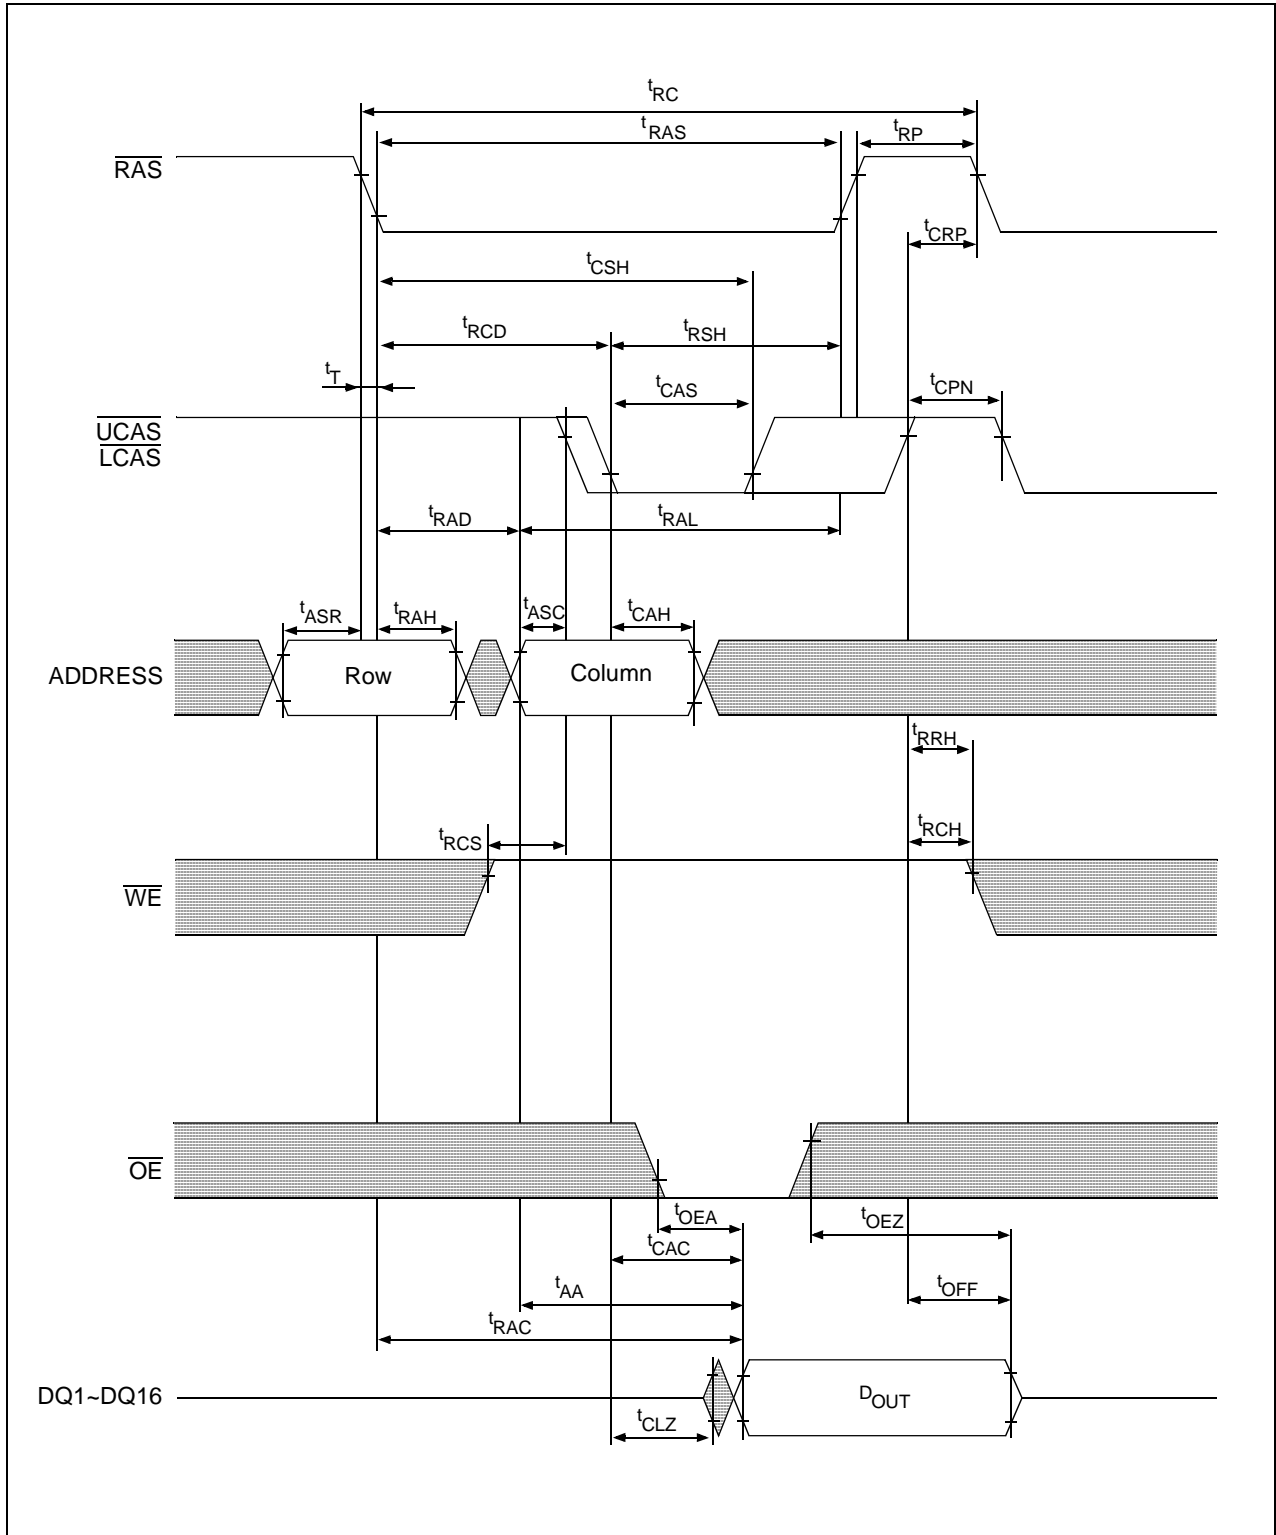 tRC
tRAS
tRP
RAS
tCRP
tCSH
tRCD
tRSH
tT
tCAS
tCPN
UCAS
LCAS
tRAD
tRAL
tASR
tRAH
tASC
tCAH
ADDRESS
Row
Column
tRRH
tRCS
tRCH
WE
OE
tOEA
tOEZ
tCAC
tAA
tOFF
tRAC
DQ1~DQ16
DOUT
tCLZ